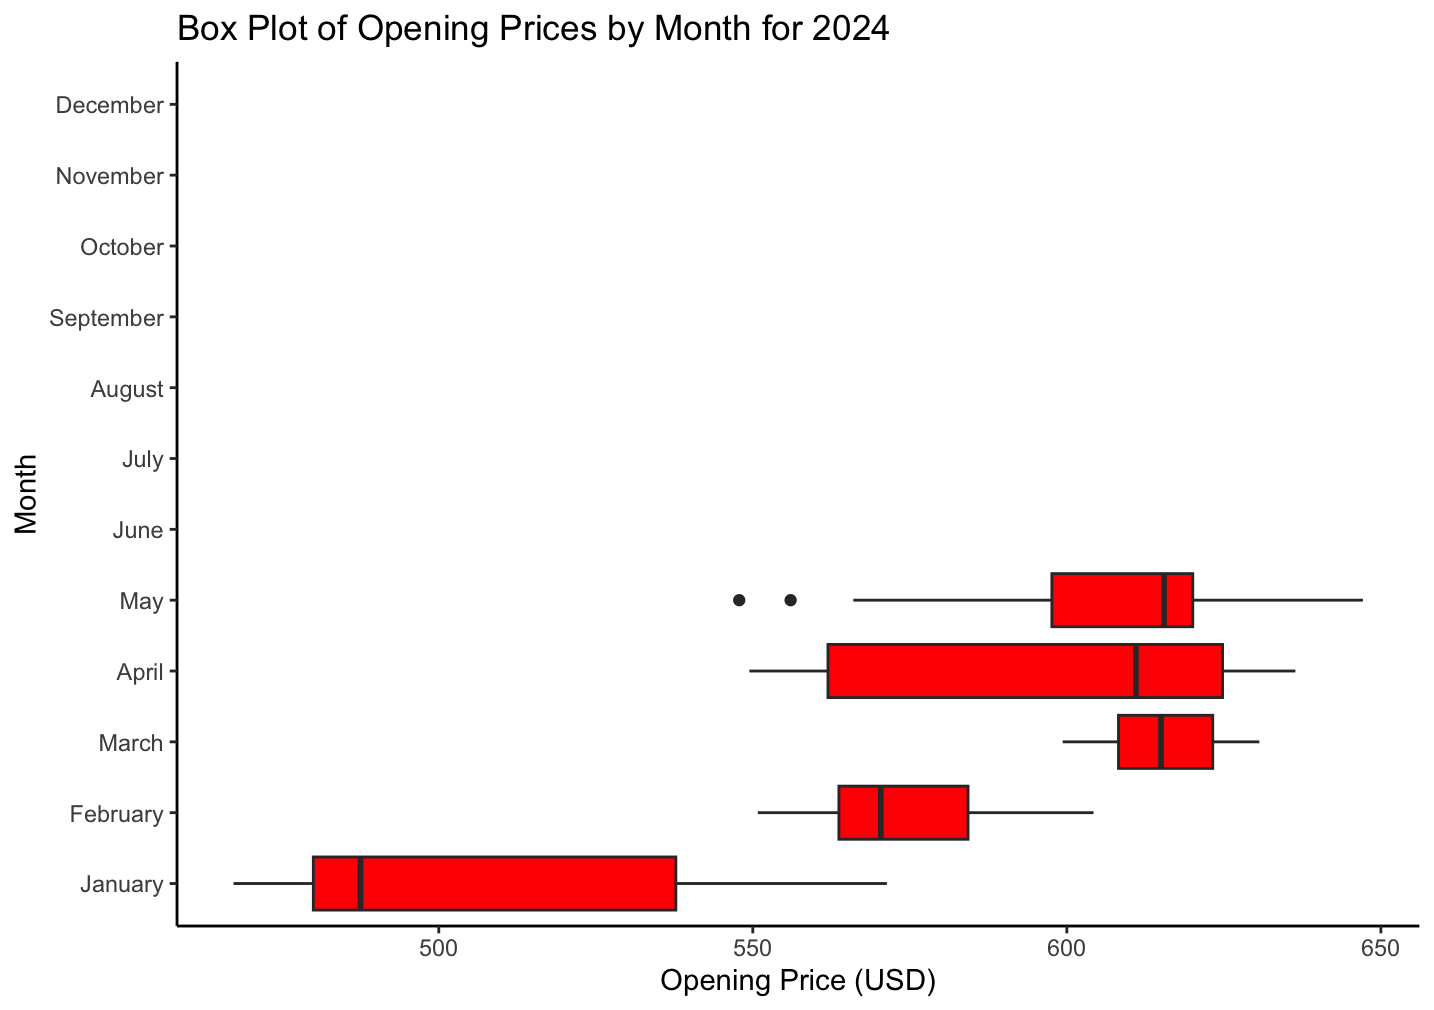 Box Plot of Opening Prices by Month for 2024
December
November
October
September
August
July
June
May
April
March
February
January
Month
500 550 600 650
Opening Price (USD)